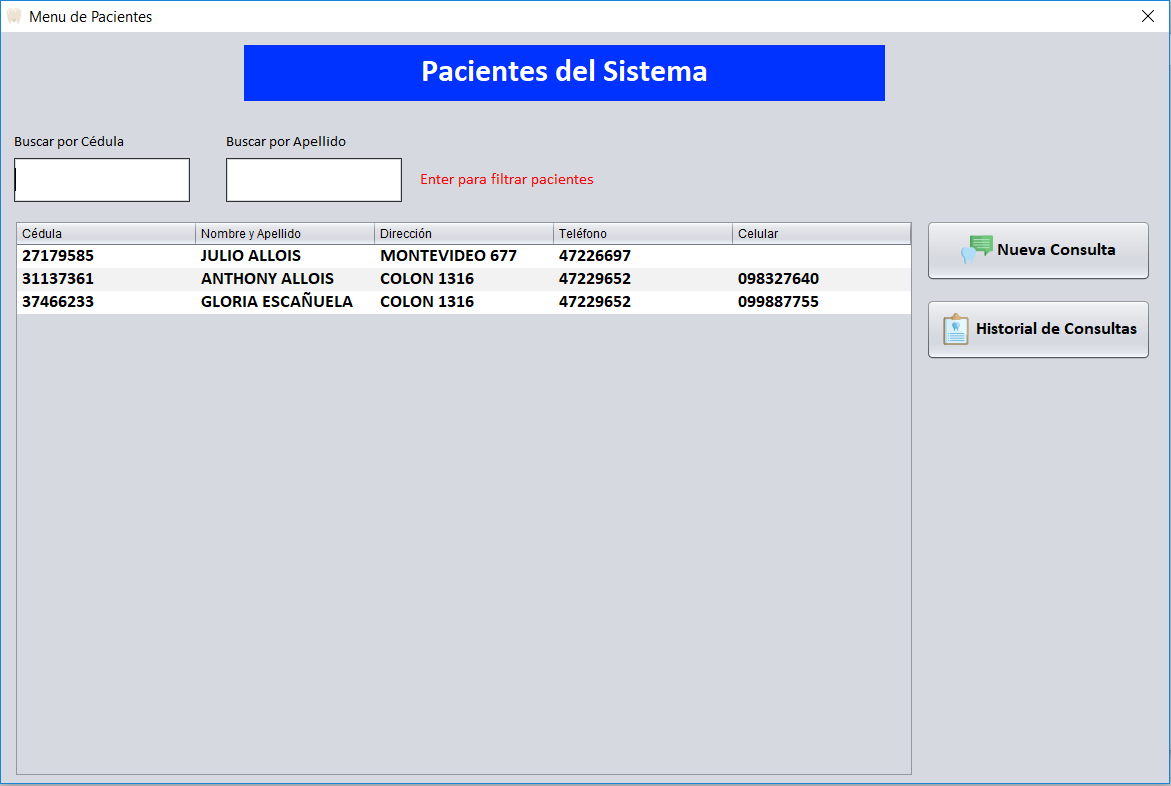 Menu de Pacientes
Pacientes del Sistema
Buscar por Cédula Buscar por Apellido
Enter para filtrar pacientes
Cédula Nombre y Apellido Dirección Teléfono Celular
27179585 JULIO ALLOIS MONTEVIDEO 677 47226697
31137361 ANTHONY ALLOIS COLON 1316 47229652 098327640
37466233 GLORIA ESCAÑUELA COLON 1316 47229652 099887755
Nueva Consulta
Historial de Consultas